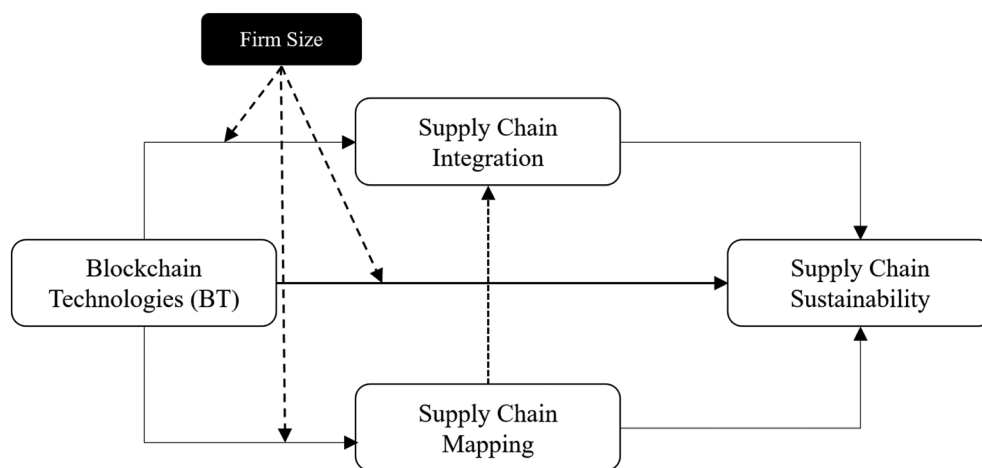 Firm Size
Supply Chain
Integration
Blockchain
Technologies (BT)
Supply Chain
Sustainability
Supply Chain
Mapping